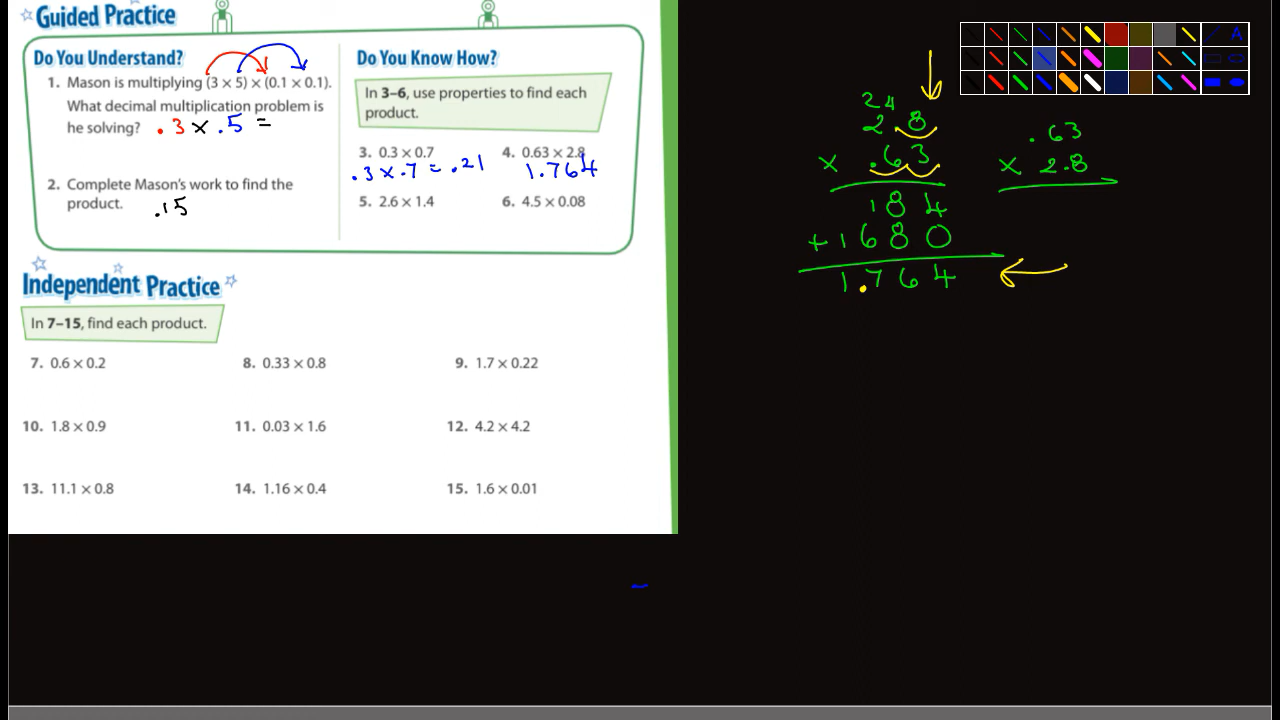 Guided Practice
Do You Understand?
1. Mason is multiplying (3 × 5) × (0.1 × 0.1).
What decimal multiplication problem is
he solving? .3 × .5 =
2. Complete Mason's work to find the
product. .15
Do You Know How?
In 3–6, use properties to find each
product.
3. 0.3 × 0.7
.3 × .7 = .21
4. 0.63 × 2.8
1.764
5. 2.6 × 1.4
6. 4.5 × 0.08
Independent Practice
In 7–15, find each product.
7. 0.6 × 0.2
8. 0.33 × 0.8
9. 1.7 × 0.22
10. 1.8 × 0.9
11. 0.03 × 1.6
12. 4.2 × 4.2
13. 11.1 × 0.8
14. 1.16 × 0.4
15. 1.6 × 0.01
24
2.8
× .63
184
+1680
1.764
.63
× 2.8
A